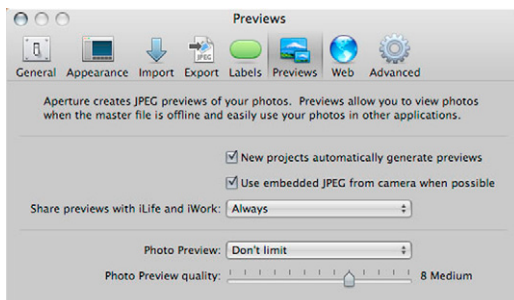 Previews
General Appearance Import Export Labels Previews Web Advanced
Aperture creates JPEG previews of your photos. Previews allow you to view photos
when the master file is offline and easily use your photos in other applications.
New projects automatically generate previews
Use embedded JPEG from camera when possible
Share previews with iLife and iWork: Always
Photo Preview: Don't limit
Photo Preview quality: 8 Medium